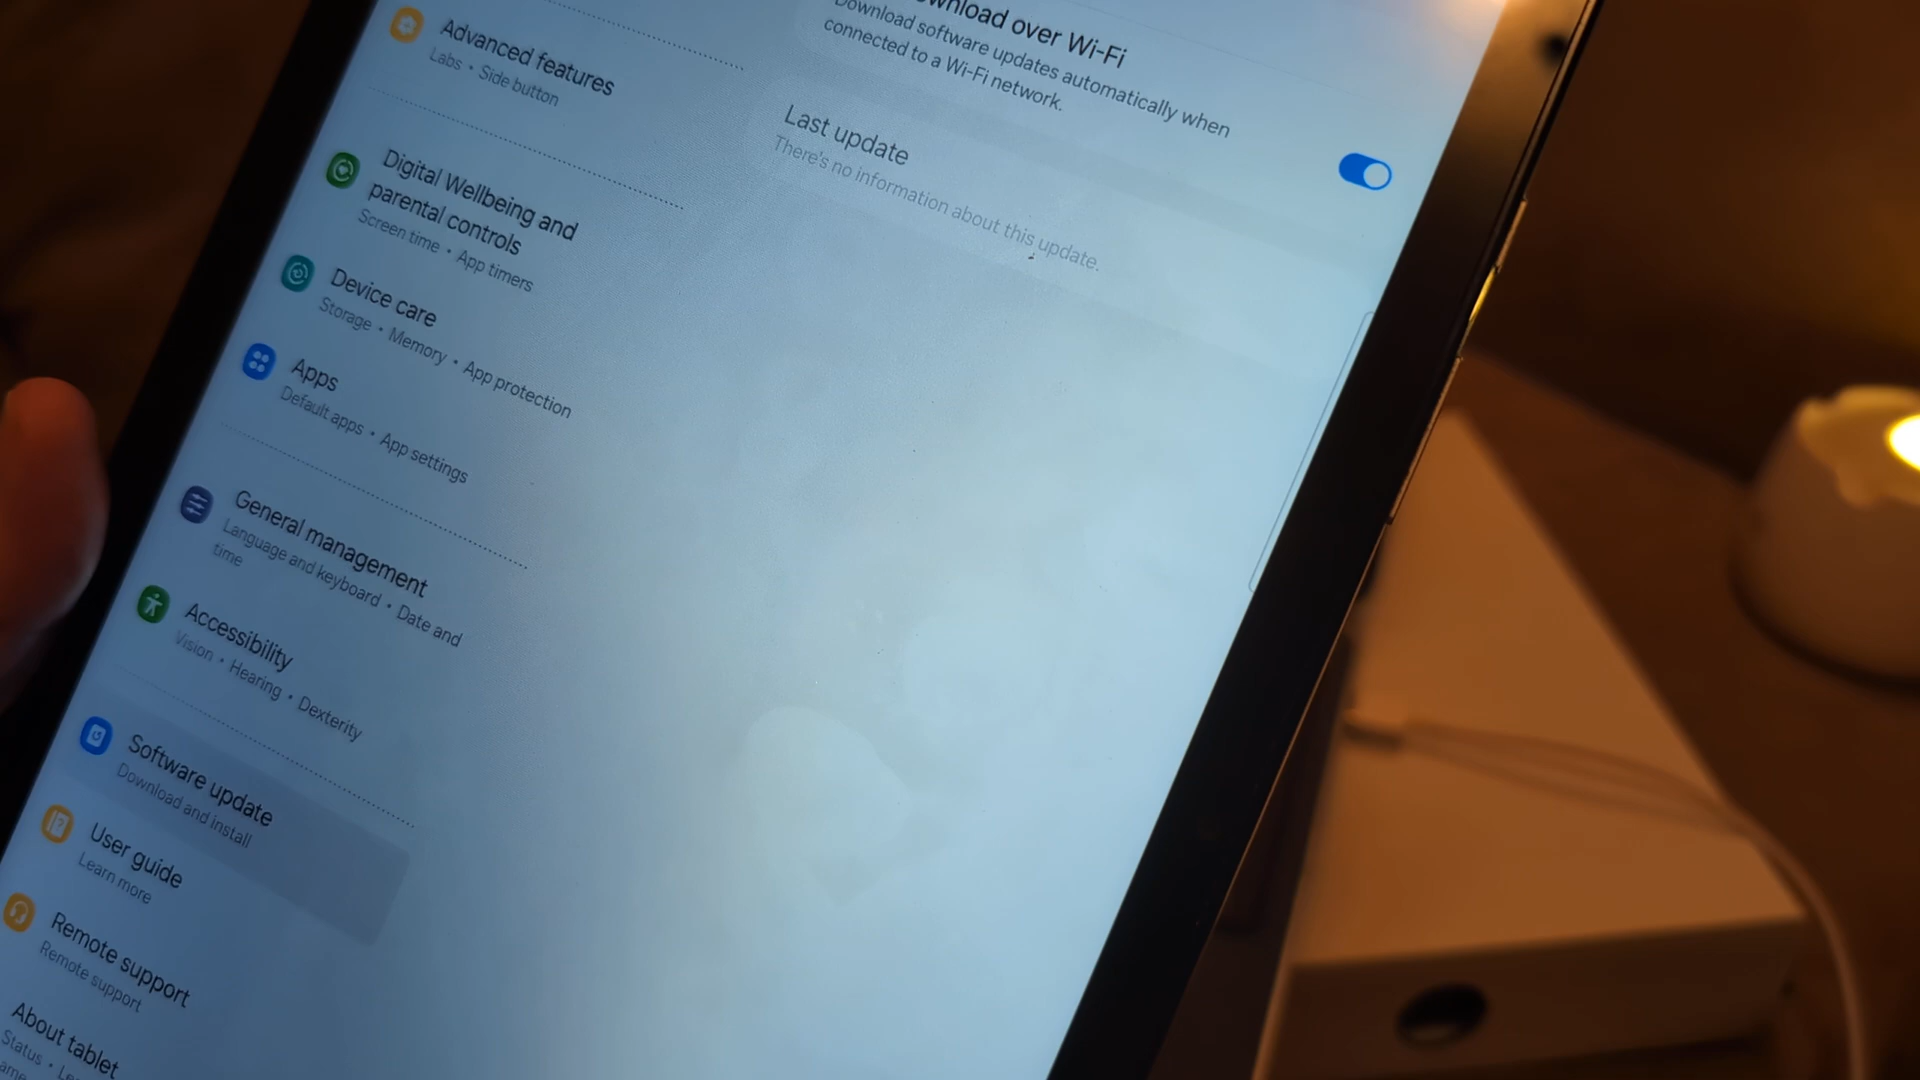 Advanced features
Labs • Side button
Digital Wellbeing and
parental controls
Screen time • App timers
Device care
Storage • Memory • App protection
Apps
Default apps • App settings
General management
Language and keyboard • Date and
time
Accessibility
Vision • Hearing • Dexterity
Software update
Download and install
User guide
Learn more
Remote support
Remote support
About tablet
Status
over Wi-Fi
Download software updates automatically when
connected to a Wi-Fi network.
Last update
There's no information about this update.